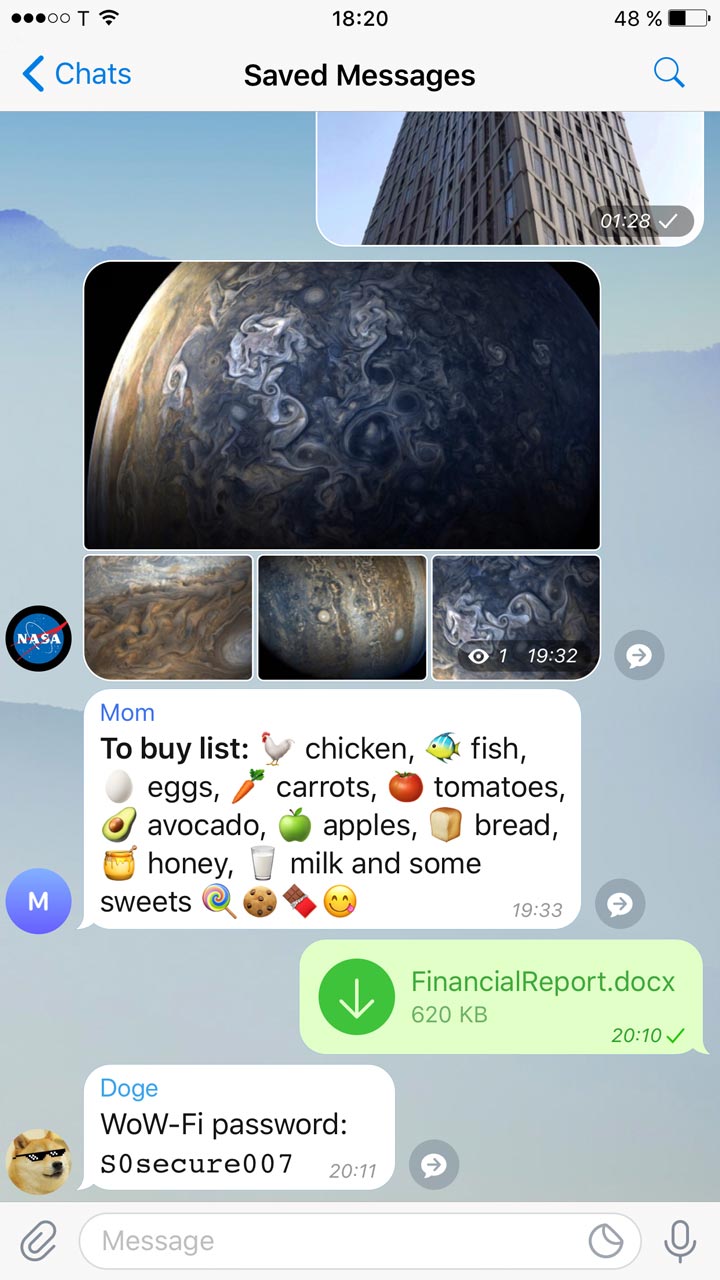 T 18:20 48 %
Chats Saved Messages
01:28
NASA
1 19:32
Mom
To buy list: 🐓 chicken, 🐠 fish,
🥚 eggs, 🥕 carrots, 🍅 tomatoes,
🥑 avocado, 🍏 apples, 🍞 bread,
🍯 honey, 🥛 milk and some
sweets 🍭 🍪 🍫 😋
19:33
M
FinancialReport.docx
620 KB
20:10
Doge
WoW-Fi password:
S0secure007
20:11
Message